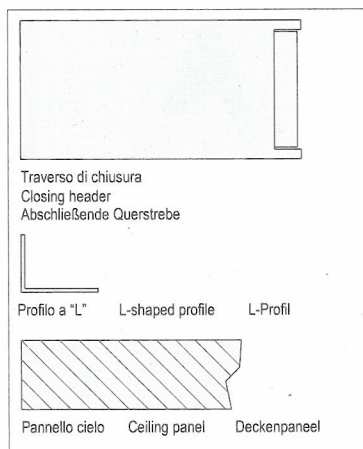 Traverso di chiusura
Closing header
Abschließende Querstrebe
Profilo a "L" L-shaped profile L-Profil
Pannello cielo Ceiling panel Deckenpaneel